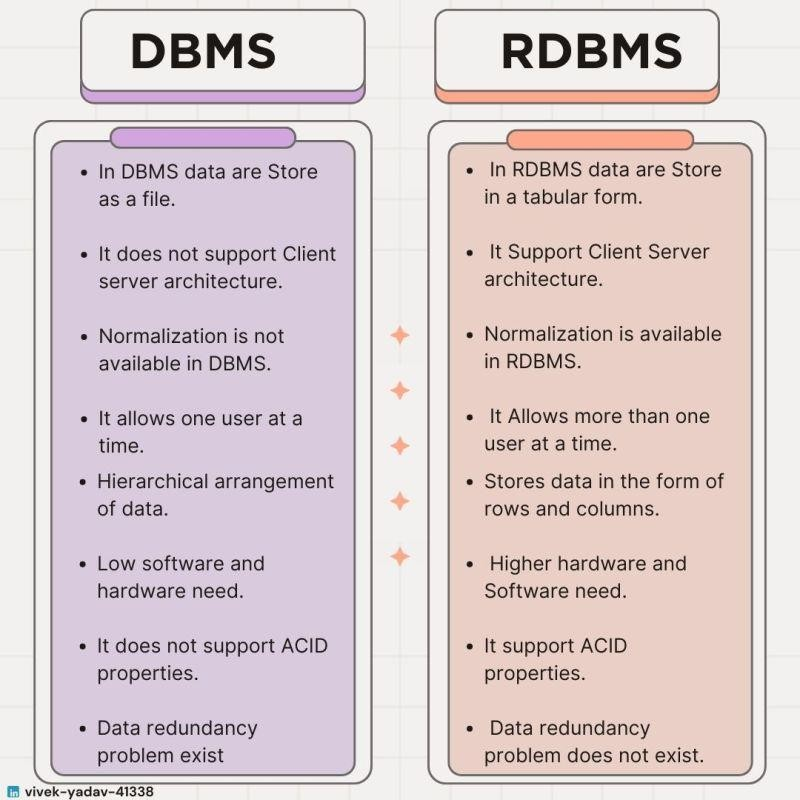 DBMS
• In DBMS data are Store
as a file.
• It does not support Client
server architecture.
• Normalization is not
available in DBMS.
• It allows one user at a
time.
• Hierarchical arrangement
of data.
• Low software and
hardware need.
• It does not support ACID
properties.
• Data redundancy
problem exist
RDBMS
• In RDBMS data are Store
in a tabular form.
• It Support Client Server
architecture.
• Normalization is available
in RDBMS.
• It Allows more than one
user at a time.
• Stores data in the form of
rows and columns.
• Higher hardware and
Software need.
• It support ACID
properties.
• Data redundancy
problem does not exist.
in vivek-yadav-41338